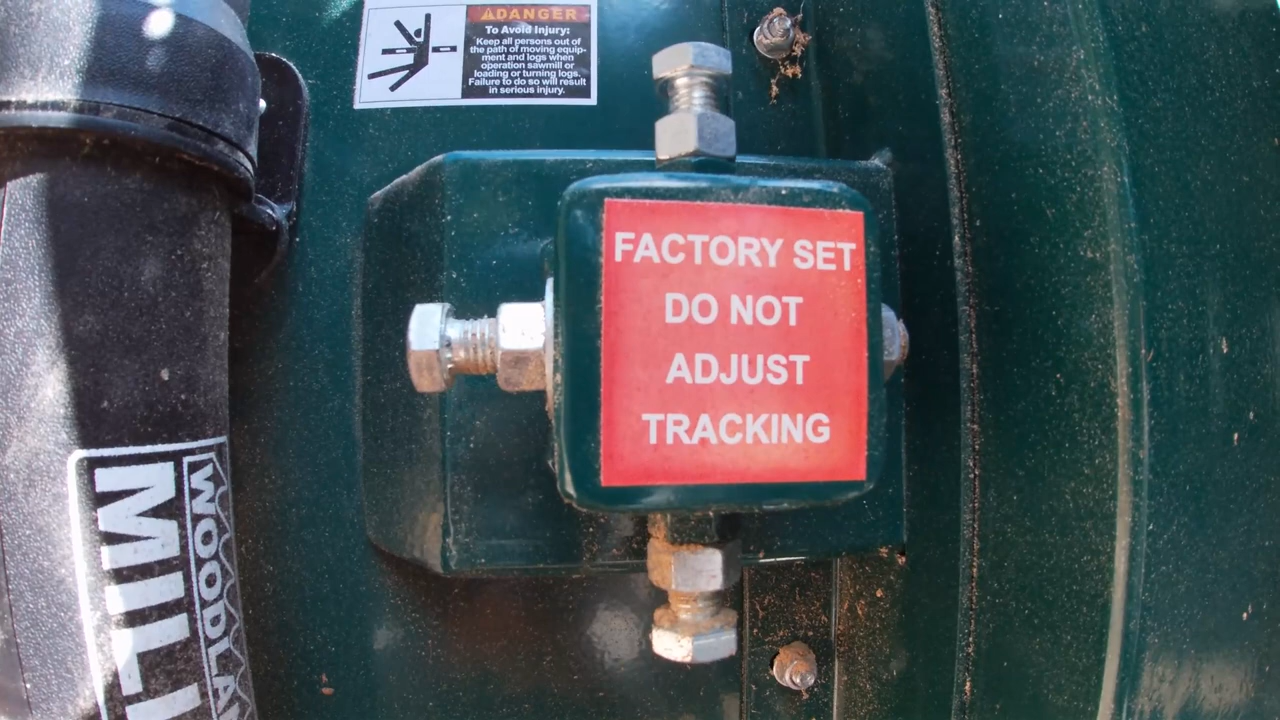 DANGER
To Avoid Injury:
Keep all persons out of
the path of moving equip-
ment and logs when
operation sawmill or
loading or turning logs.
Failure to do so will result
in serious injury.
FACTORY SET
DO NOT
ADJUST
TRACKING